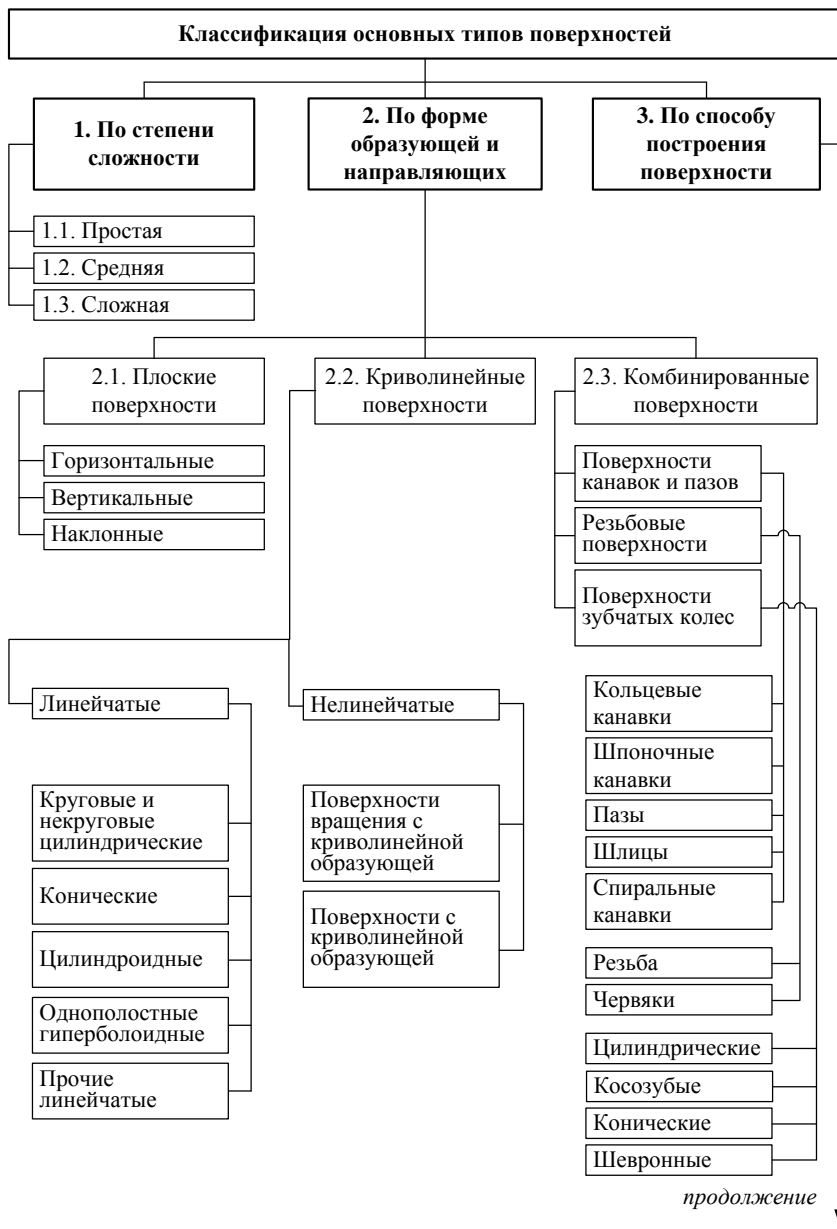 Классификация основных типов поверхностей
1. По степени
сложности
2. По форме
образующей и
направляющих
3. По способу
построения
поверхности
1.1. Простая
1.2. Средняя
1.3. Сложная
2.1. Плоские
поверхности
2.2. Криволинейные
поверхности
2.3. Комбинированные
поверхности
Горизонтальные
Вертикальные
Наклонные
Поверхности
канавок и пазов
Резьбовые
поверхности
Поверхности
зубчатых колес
Линейчатые
Круговые и
некруговые
цилиндрические
Конические
Цилиндроидные
Однополостные
гиперболоидные
Прочие
линейчатые
Нелинейчатые
Поверхности
вращения с
криволинейной
образующей
Поверхности с
криволинейной
образующей
Кольцевые
канавки
Шпоночные
канавки
Пазы
Шлицы
Спиральные
канавки
Резьба
Червяки
Цилиндрические
Косозубые
Конические
Шевронные
продолжение